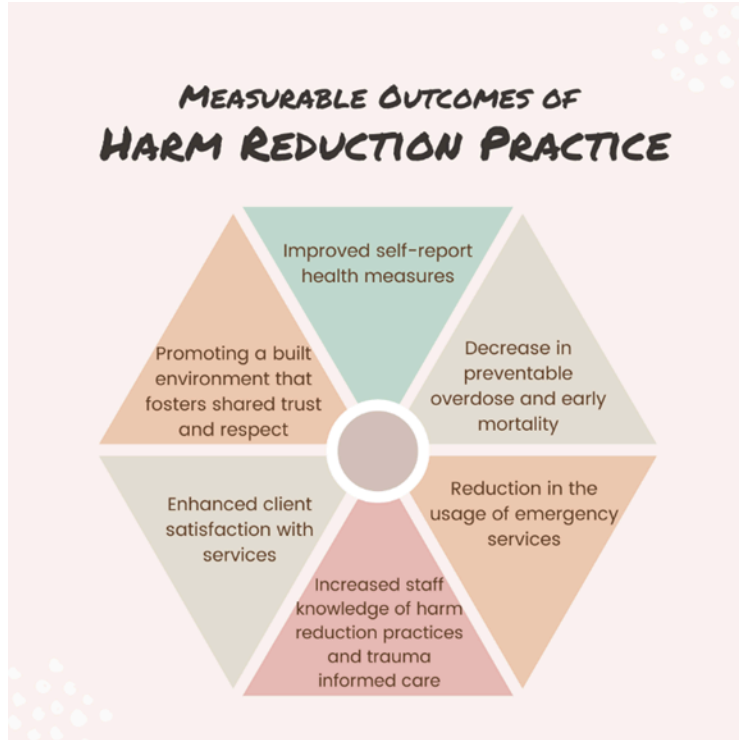 MEASURABLE OUTCOMES OF
HARM REDUCTION PRACTICE
Improved self-report
health measures
Decrease in
preventable
overdose and early
mortality
Reduction in the
usage of emergency
services
Increased staff
knowledge of harm
reduction practices
and trauma
informed care
Enhanced client
satisfaction with
services
Promoting a built
environment that
fosters shared trust
and respect